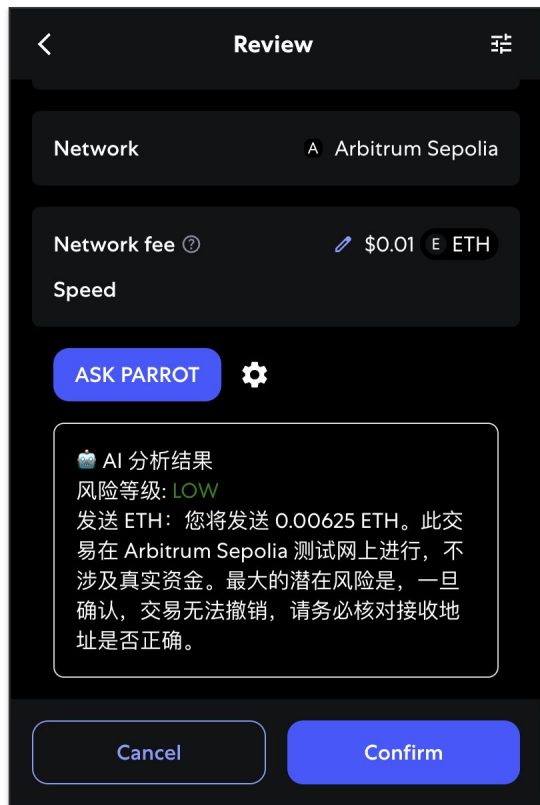 Review
Network A Arbitrum Sepolia
Network fee ? $0.01 E ETH
Speed
ASK PARROT
🤖 AI 分析结果
风险等级: LOW
发送 ETH：您将发送 0.00625 ETH。此交
易在 Arbitrum Sepolia 测试网上进行，不
涉及真实资金。最大的潜在风险是，一旦
确认，交易无法撤销，请务必核对接收地
址是否正确。
Cancel Confirm